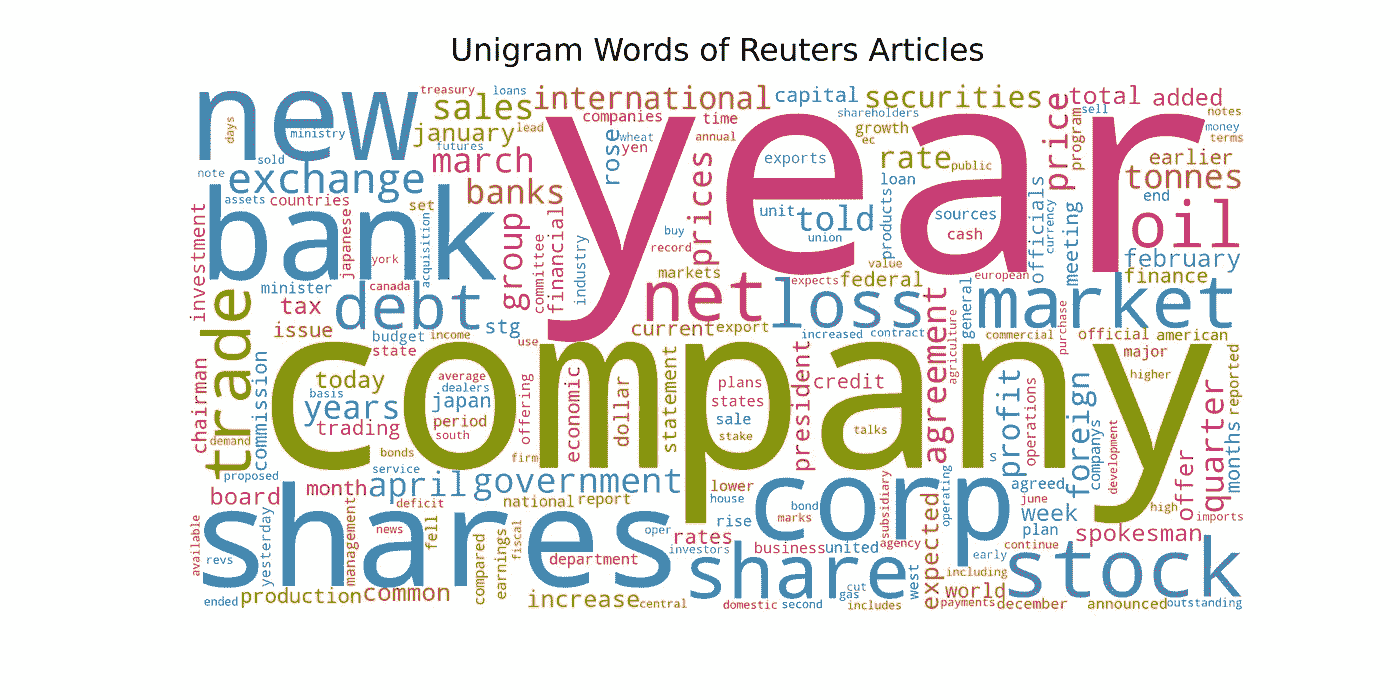 Unigram Words of Reuters Articles
treasury
loans
new
sales
international
capital
securities
price
total
added
days
ministry
january
lead
companies
time
shareholders
growth
ec
program
sell
notes
money
terms
futures
march
rose
wheat
yen
annual
exports
rate
public
earlier
sold
note
exchange
banks
prices
year
loan
tonnes
assets
countries
set
end
investment
bank
japanese
york
acquisition
group
committee
financial
industry
buy
record
unit
told
union
products
sources
cash
officials
currency
meeting
oil
february
minister
canada
markets
value
expects
federal
european
finance
tax
debt
stg
net
loss
general
market
trade
issue
budget
income
use
current
export
increased
contract
agreement
agriculture
commercial
purchase
official
american
state
chairman
commission
today
basis
years
trading
average
dealers
japan
period
south
company
offering
economic
dollar
statement
plans
states
sale
stake
president
credit
talks
profit
operations
foreign
companys
development
major
higher
quarter
reported
months
demand
proposed
bonds
firm
s
service
board
month
april
government
lower
corp
agreed
offer
high
imports
deficit
national
report
house
bond
marks
june
week
plan
available
revs
yesterday
shares
management
news
fell
compared
earnings
fiscal
oper
rise
rates
investors
department
business
united
subsidiary
agency
operating
expected
early
continue
spokesman
including
share
stock
ended
production
common
increase
central
domestic
second
cut
gas
includes
west
world
payments
december
announced
outstanding